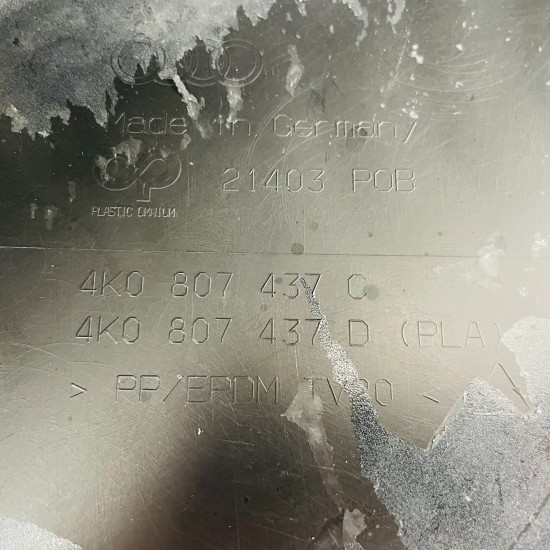 Made in Germany
21403 POB
PLASTIC OMNIUM
4K0 807 437 C
4K0 807 437 D (PLA)
> PP/EPDM TV20 <